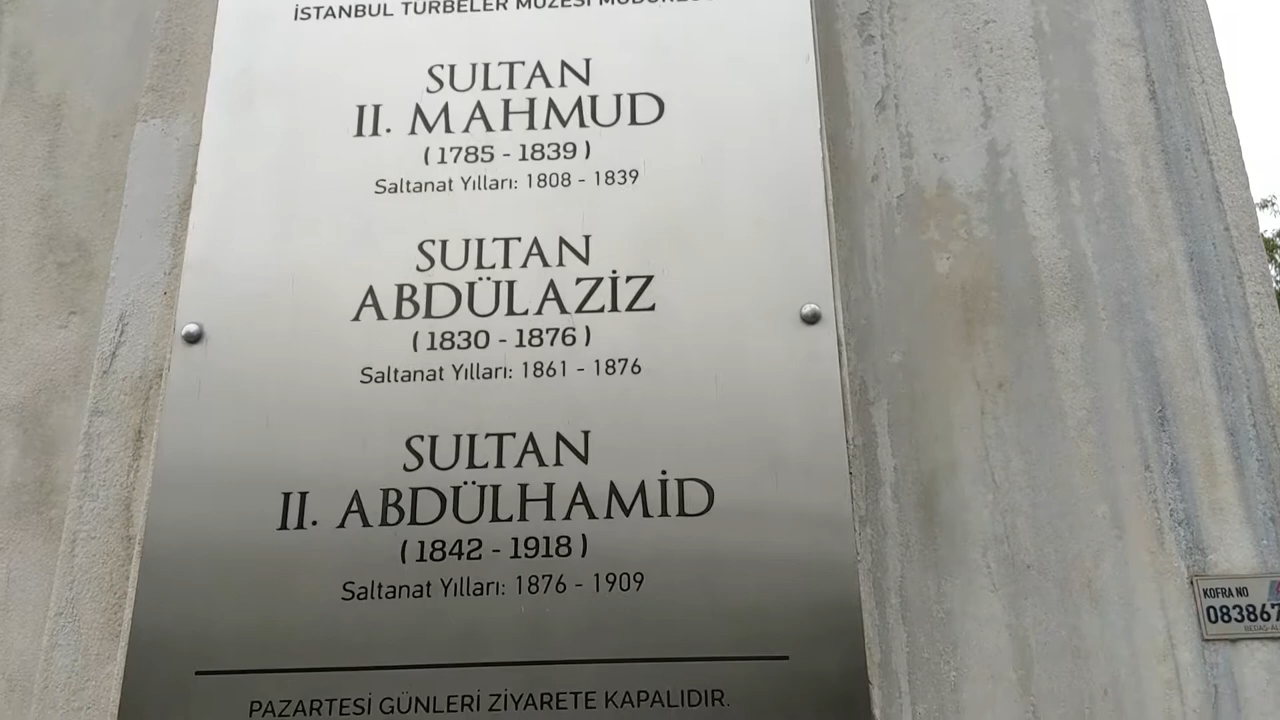 İSTANBUL TÜRBELER MÜZESİ MÜDÜRLÜĞÜ
SULTAN
II. MAHMUD
(1785 - 1839)
Saltanat Yılları: 1808 - 1839
SULTAN
ABDÜLAZİZ
(1830 - 1876)
Saltanat Yılları: 1861 - 1876
SULTAN
II. ABDÜLHAMİD
(1842 - 1918)
Saltanat Yılları: 1876 - 1909
PAZARTESİ GÜNLERİ ZİYARETE KAPALIDIR.
KOFRA NO
083867